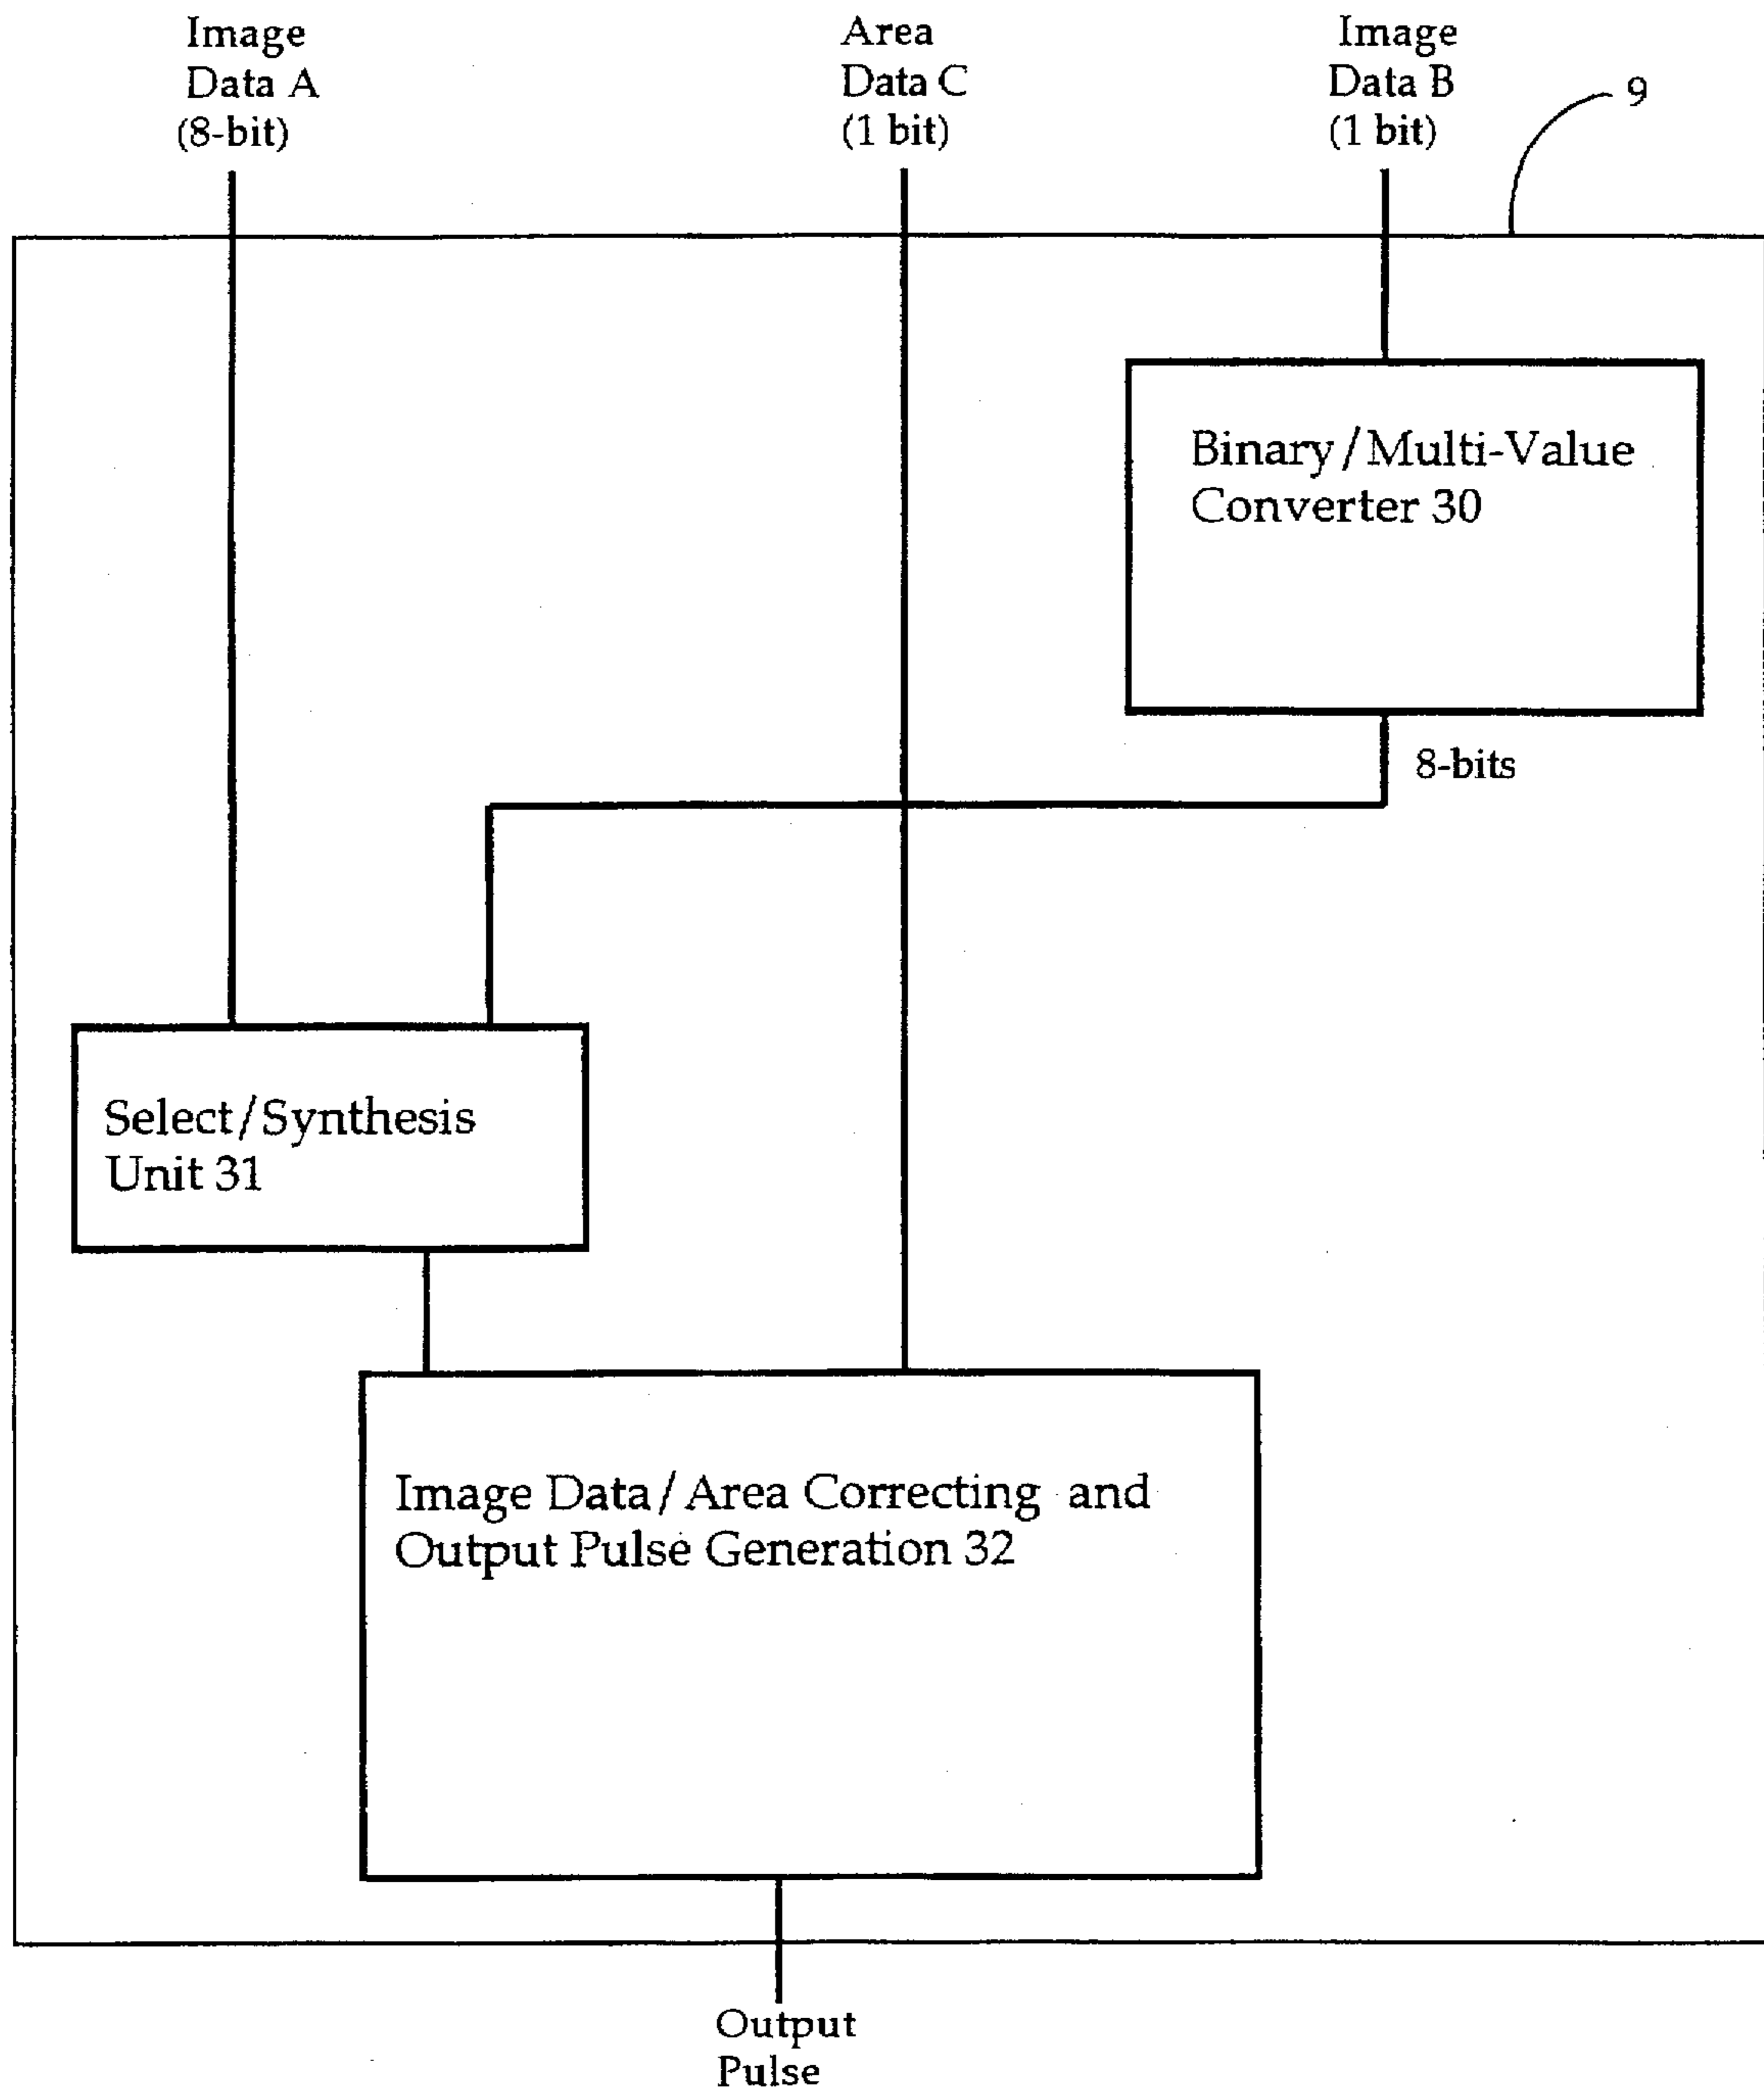 Image
Data A
(8-bit)
Area
Data C
(1 bit)
Image
Data B
(1 bit)
9
Binary/Multi-Value
Converter 30
8-bits
Select/Synthesis
Unit 31
Image Data/Area Correcting and
Output Pulse Generation 32
Output
Pulse